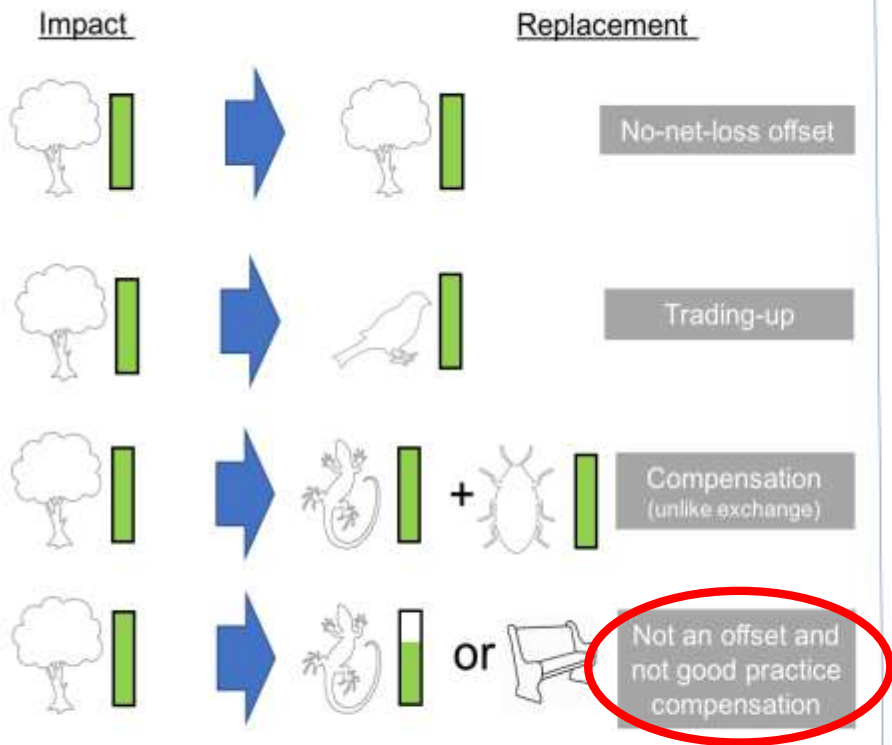 Impact
Replacement
No-net-loss offset
Trading-up
+
Compensation
(unlike exchange)
or
Not an offset and
not good practice
compensation